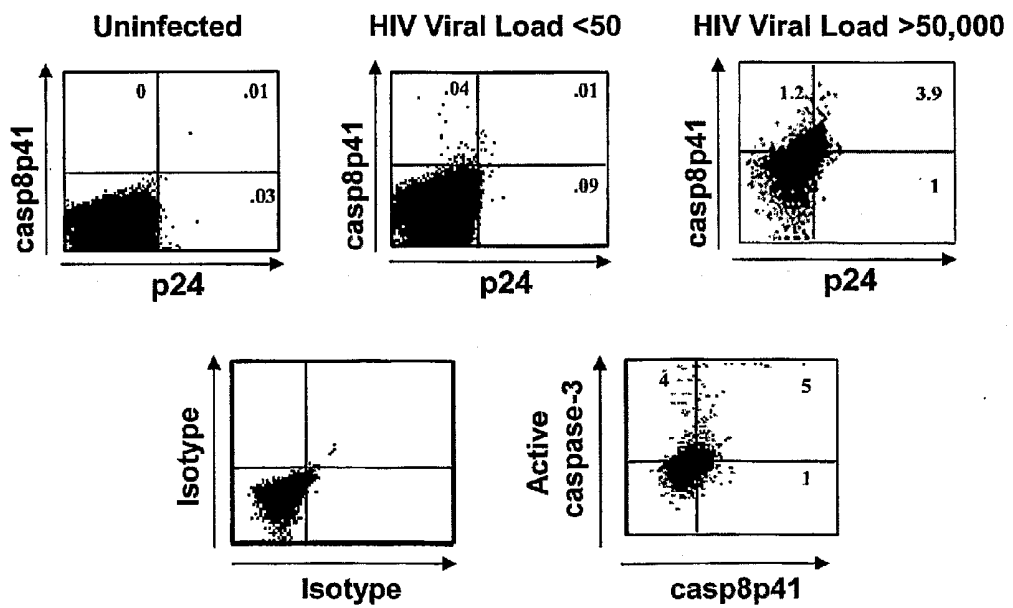 Uninfected
HIV Viral Load <50
HIV Viral Load >50,000
casp8p41
0
.01
.03
p24
casp8p41
.04
.01
.09
p24
casp8p41
1.2
3.9
1
p24
Isotype
Isotype
Active
caspase-3
4
5
1
casp8p41